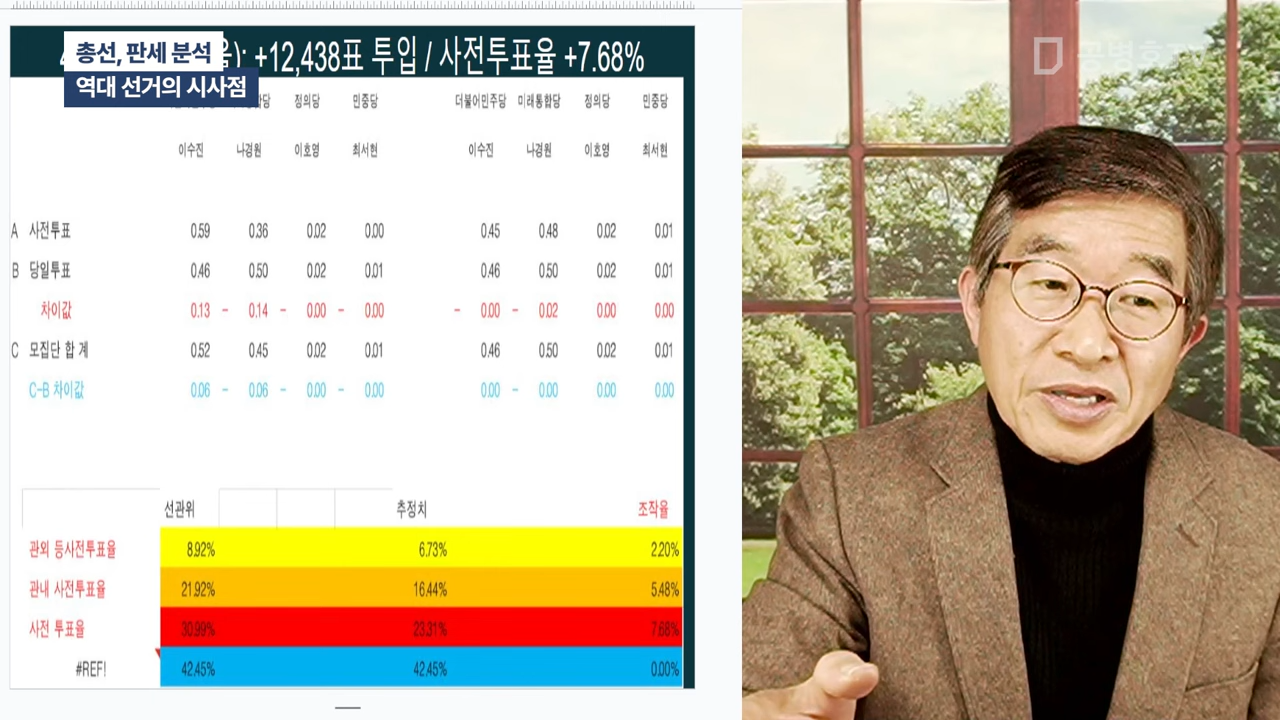 총선, 판세 분석
역대 선거의 시사점
): +12,438표 투입 / 사전투표율 +7.68%
정의당 민중당 더불어민주당 미래통합당 정의당 민중당
이수진 나경원 이호영 최서현 이수진 나경원 이호영 최서현
A 사전투표 0.59 0.36 0.02 0.00 0.45 0.48 0.02 0.01
B 당일투표 0.46 0.50 0.02 0.01 0.46 0.50 0.02 0.01
차이값 0.13 - 0.14 - 0.00 - 0.00 - 0.00 - 0.02 0.00 0.00
C 모집단 합 계 0.52 0.45 0.02 0.01 0.46 0.50 0.02 0.01
C-B 차이값 0.06 - 0.06 - 0.00 - 0.00 0.00 - 0.00 0.00 0.00
선관위 추정치 조작율
관외 등사전투표율 8.92% 6.73% 2.20%
관내 사전투표율 21.92% 16.44% 5.48%
사전 투표율 30.99% 23.31% 7.68%
#REF! 42.45% 42.45% 0.00%